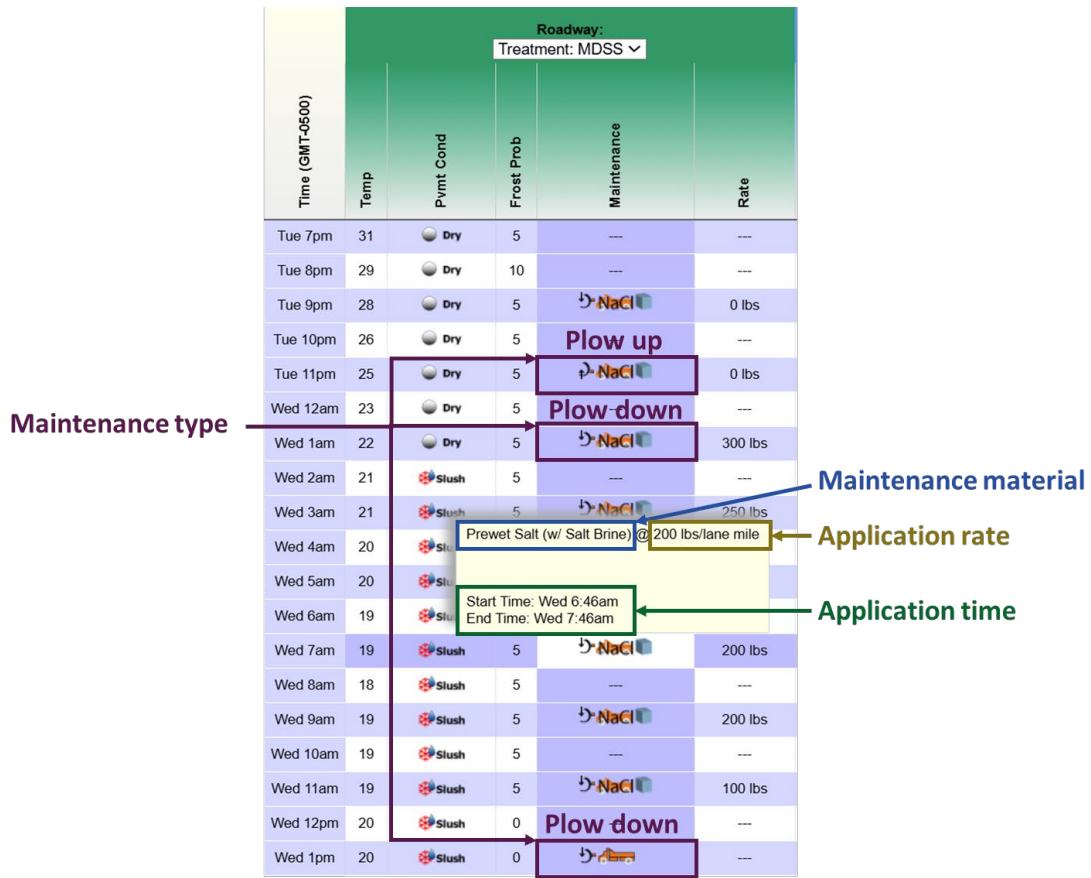 Roadway:
Treatment: MDSS
Time (GMT-0500) Temp Pvmt Cond Frost Prob Maintenance Rate
Tue 7pm 31 Dry 5 --- ---
Tue 8pm 29 Dry 10 --- ---
Tue 9pm 28 Dry 5 NaCl 0 lbs
Tue 10pm 26 Dry 5 Plow up ---
Tue 11pm 25 Dry 5 NaCl 0 lbs
Wed 12am 23 Dry 5 Plow down ---
Maintenance type
Wed 1am 22 Dry 5 NaCl 300 lbs
Wed 2am 21 Slush 5 --- ---
Maintenance material
Wed 3am 21 Slush 5 NaCl 250 lbs
Prewet Salt (w/ Salt Brine) @ 200 lbs/lane mile
Application rate
Wed 4am 20
Wed 5am 20
Start Time: Wed 6:46am
End Time: Wed 7:46am
Application time
Wed 6am 19
Wed 7am 19 Slush 5 NaCl 200 lbs
Wed 8am 18 Slush 5 --- ---
Wed 9am 19 Slush 5 NaCl 200 lbs
Wed 10am 19 Slush 5 --- ---
Wed 11am 19 Slush 5 NaCl 100 lbs
Wed 12pm 20 Slush 0 Plow down ---
Wed 1pm 20 Slush 0 ---